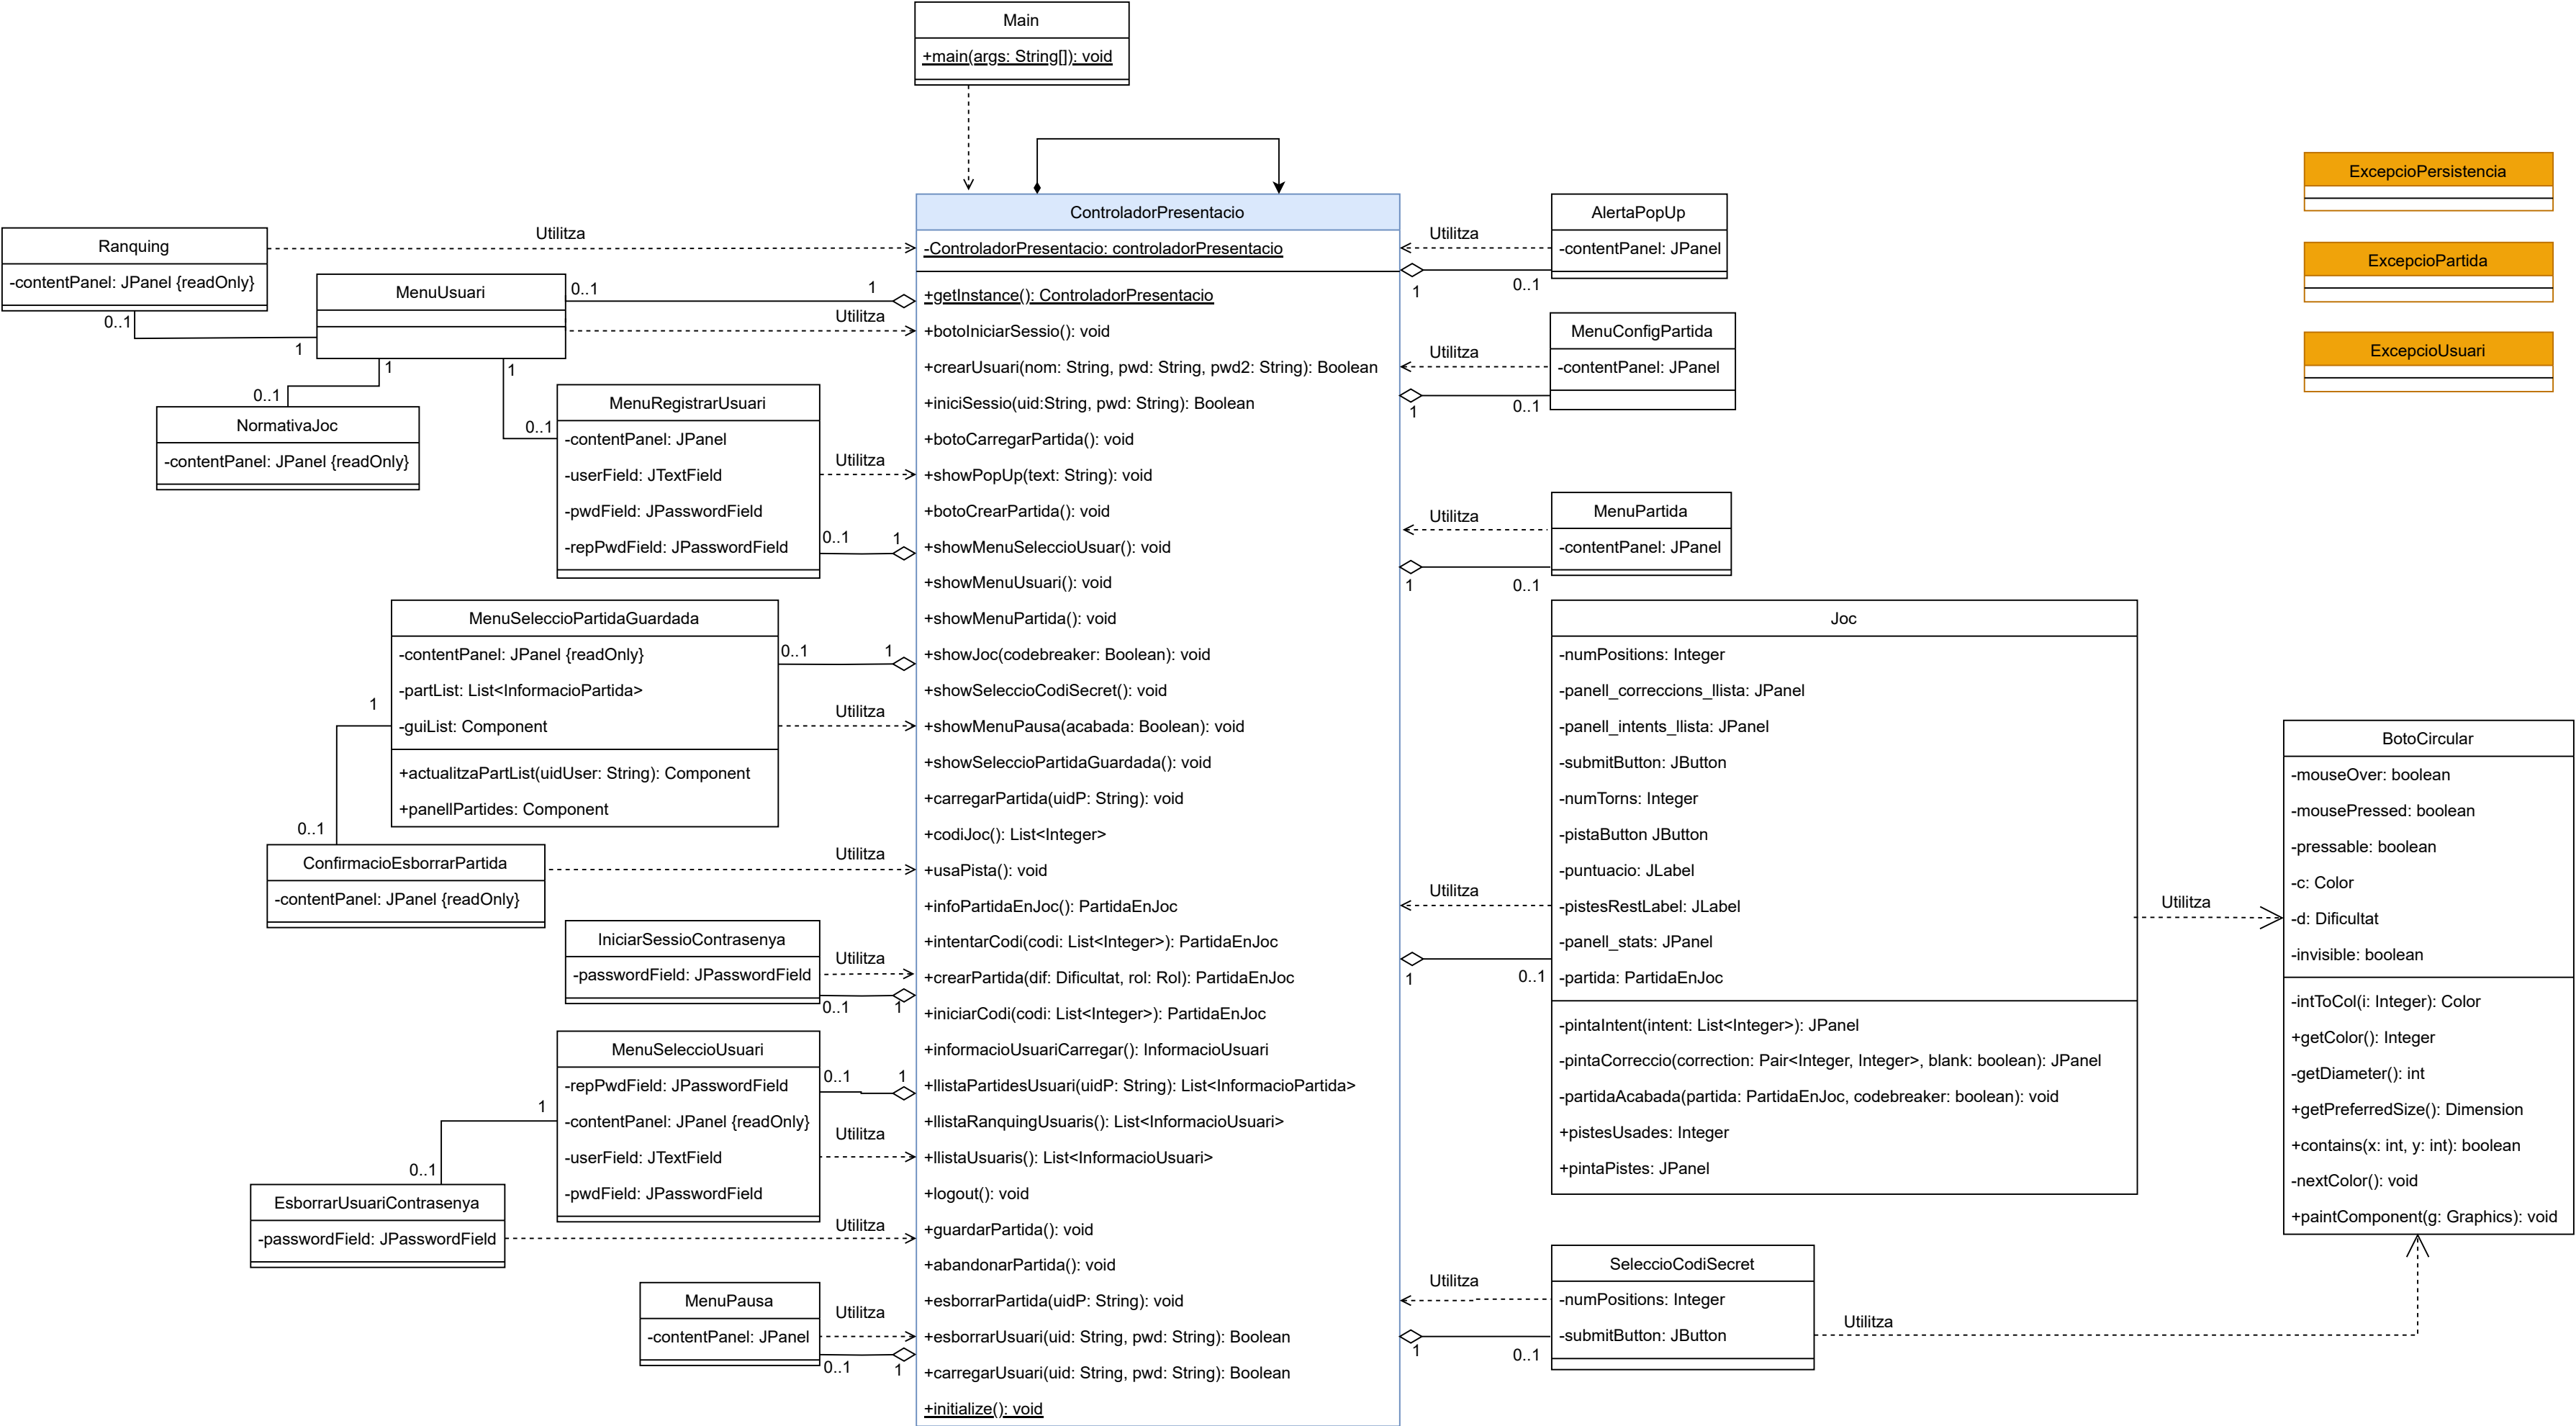 Main
+main(args: String[]): void
Ranquing
-contentPanel: JPanel {readOnly}
Utilitza
0..1
1
MenuUsuari
0..1
1
Utilitza
1
0..1
NormativaJoc
-contentPanel: JPanel {readOnly}
1
0..1
MenuRegistrarUsuari
-contentPanel: JPanel
-userField: JTextField
-pwdField: JPasswordField
-repPwdField: JPasswordField
Utilitza
0..1
1
MenuSeleccioPartidaGuardada
-contentPanel: JPanel {readOnly}
-partList: List<InformacioPartida>
-guiList: Component
+actualitzaPartList(uidUser: String): Component
+panellPartides: Component
0..1
1
Utilitza
1
0..1
ConfirmacioEsborrarPartida
-contentPanel: JPanel {readOnly}
Utilitza
IniciarSessioContrasenya
-passwordField: JPasswordField
Utilitza
0..1
1
MenuSeleccioUsuari
-repPwdField: JPasswordField
-contentPanel: JPanel {readOnly}
-userField: JTextField
-pwdField: JPasswordField
0..1
1
Utilitza
1
0..1
EsborrarUsuariContrasenya
-passwordField: JPasswordField
Utilitza
MenuPausa
-contentPanel: JPanel
Utilitza
0..1
1
ControladorPresentacio
-ControladorPresentacio: controladorPresentacio
+getInstance(): ControladorPresentacio
+botoIniciarSessio(): void
+crearUsuari(nom: String, pwd: String, pwd2: String): Boolean
+iniciSessio(uid:String, pwd: String): Boolean
+botoCarregarPartida(): void
+showPopUp(text: String): void
+botoCrearPartida(): void
+showMenuSeleccioUsuar(): void
+showMenuUsuari(): void
+showMenuPartida(): void
+showJoc(codebreaker: Boolean): void
+showSeleccioCodiSecret(): void
+showMenuPausa(acabada: Boolean): void
+showSeleccioPartidaGuardada(): void
+carregarPartida(uidP: String): void
+codiJoc(): List<Integer>
+usaPista(): void
+infoPartidaEnJoc(): PartidaEnJoc
+intentarCodi(codi: List<Integer>): PartidaEnJoc
+crearPartida(dif: Dificultat, rol: Rol): PartidaEnJoc
+iniciarCodi(codi: List<Integer>): PartidaEnJoc
+informacioUsuariCarregar(): InformacioUsuari
+llistaPartidesUsuari(uidP: String): List<InformacioPartida>
+llistaRanquingUsuaris(): List<InformacioUsuari>
+llistaUsuaris(): List<InformacioUsuari>
+logout(): void
+guardarPartida(): void
+abandonarPartida(): void
+esborrarPartida(uidP: String): void
+esborrarUsuari(uid: String, pwd: String): Boolean
+carregarUsuari(uid: String, pwd: String): Boolean
+initialize(): void
AlertaPopUp
-contentPanel: JPanel
Utilitza
1
0..1
MenuConfigPartida
-contentPanel: JPanel
Utilitza
1
0..1
MenuPartida
-contentPanel: JPanel
Utilitza
1
0..1
Joc
-numPositions: Integer
-panell_correccions_llista: JPanel
-panell_intents_llista: JPanel
-submitButton: JButton
-numTorns: Integer
-pistaButton JButton
-puntuacio: JLabel
-pistesRestLabel: JLabel
-panell_stats: JPanel
-partida: PartidaEnJoc
-pintaIntent(intent: List<Integer>): JPanel
-pintaCorreccio(correction: Pair<Integer, Integer>, blank: boolean): JPanel
-partidaAcabada(partida: PartidaEnJoc, codebreaker: boolean): void
+pistesUsades: Integer
+pintaPistes: JPanel
Utilitza
1
0..1
Utilitza
SeleccioCodiSecret
-numPositions: Integer
-submitButton: JButton
Utilitza
1
0..1
Utilitza
BotoCircular
-mouseOver: boolean
-mousePressed: boolean
-pressable: boolean
-c: Color
-d: Dificultat
-invisible: boolean
-intToCol(i: Integer): Color
+getColor(): Integer
-getDiameter(): int
+getPreferredSize(): Dimension
+contains(x: int, y: int): boolean
-nextColor(): void
+paintComponent(g: Graphics): void
ExcepcioPersistencia
ExcepcioPartida
ExcepcioUsuari